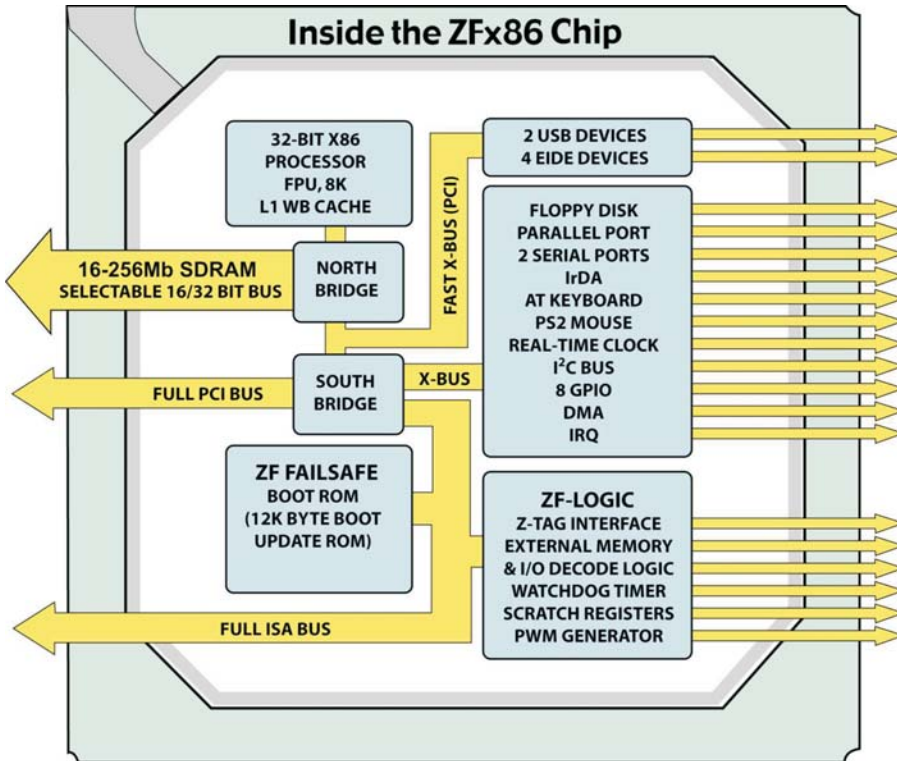 Inside the ZFx86 Chip
32-BIT X86
PROCESSOR
FPU, 8K
L1 WB CACHE
2 USB DEVICES
4 EIDE DEVICES
FAST X-BUS (PCI)
16-256Mb SDRAM
SELECTABLE 16/32 BIT BUS
NORTH
BRIDGE
FLOPPY DISK
PARALLEL PORT
2 SERIAL PORTS
IrDA
AT KEYBOARD
PS2 MOUSE
REAL-TIME CLOCK
I²C BUS
8 GPIO
DMA
IRQ
FULL PCI BUS
SOUTH
BRIDGE
X-BUS
ZF FAILSAFE
BOOT ROM
(12K BYTE BOOT
UPDATE ROM)
ZF-LOGIC
Z-TAG INTERFACE
EXTERNAL MEMORY
& I/O DECODE LOGIC
WATCHDOG TIMER
SCRATCH REGISTERS
PWM GENERATOR
FULL ISA BUS